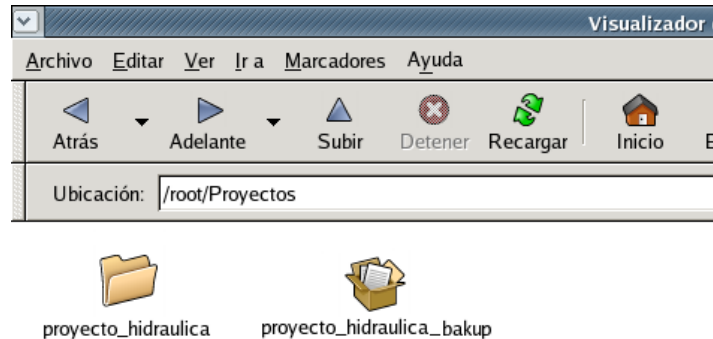 Visualizador
Archivo Editar Ver Ir a Marcadores Ayuda
Atrás Adelante Subir Detener Recargar Inicio
Ubicación: /root/Proyectos
proyecto_hidraulica proyecto_hidraulica_bakup